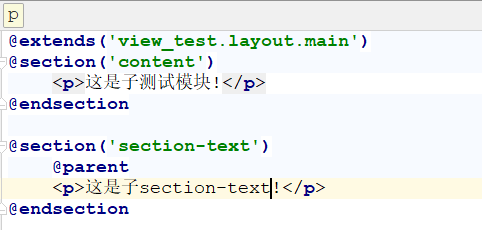 p
@extends('view_test.layout.main')
@section('content')
    <p>这是子测试模块!</p>
@endsection

@section('section-text')
    @parent
    <p>这是子section-text!</p>
@endsection